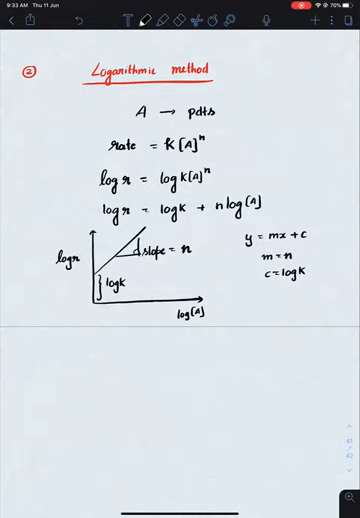 9:33 AM Thu 11 Jun
70%
② Logarithmic method
A → pdts
rate = k[A]ⁿ
log r = log k[A]ⁿ
log r = log k + n log[A]
log r
slope = n
log k
log[A]
y = mx + c
m = n
c = log k
41
/
42